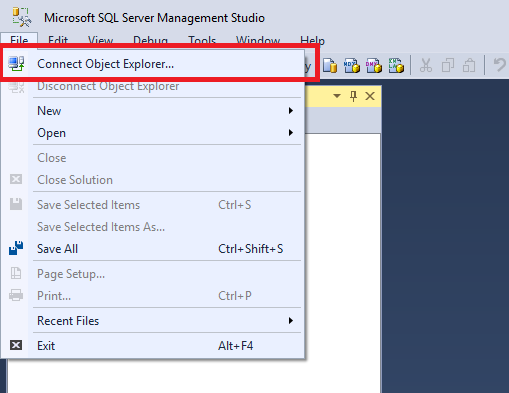 Microsoft SQL Server Management Studio
File Edit View Debug Tools Window Help
Connect Object Explorer...
Disconnect Object Explorer
New
Open
Close
Close Solution
Save Selected Items Ctrl+S
Save Selected Items As...
Save All Ctrl+Shift+S
Page Setup...
Print... Ctrl+P
Recent Files
Exit Alt+F4